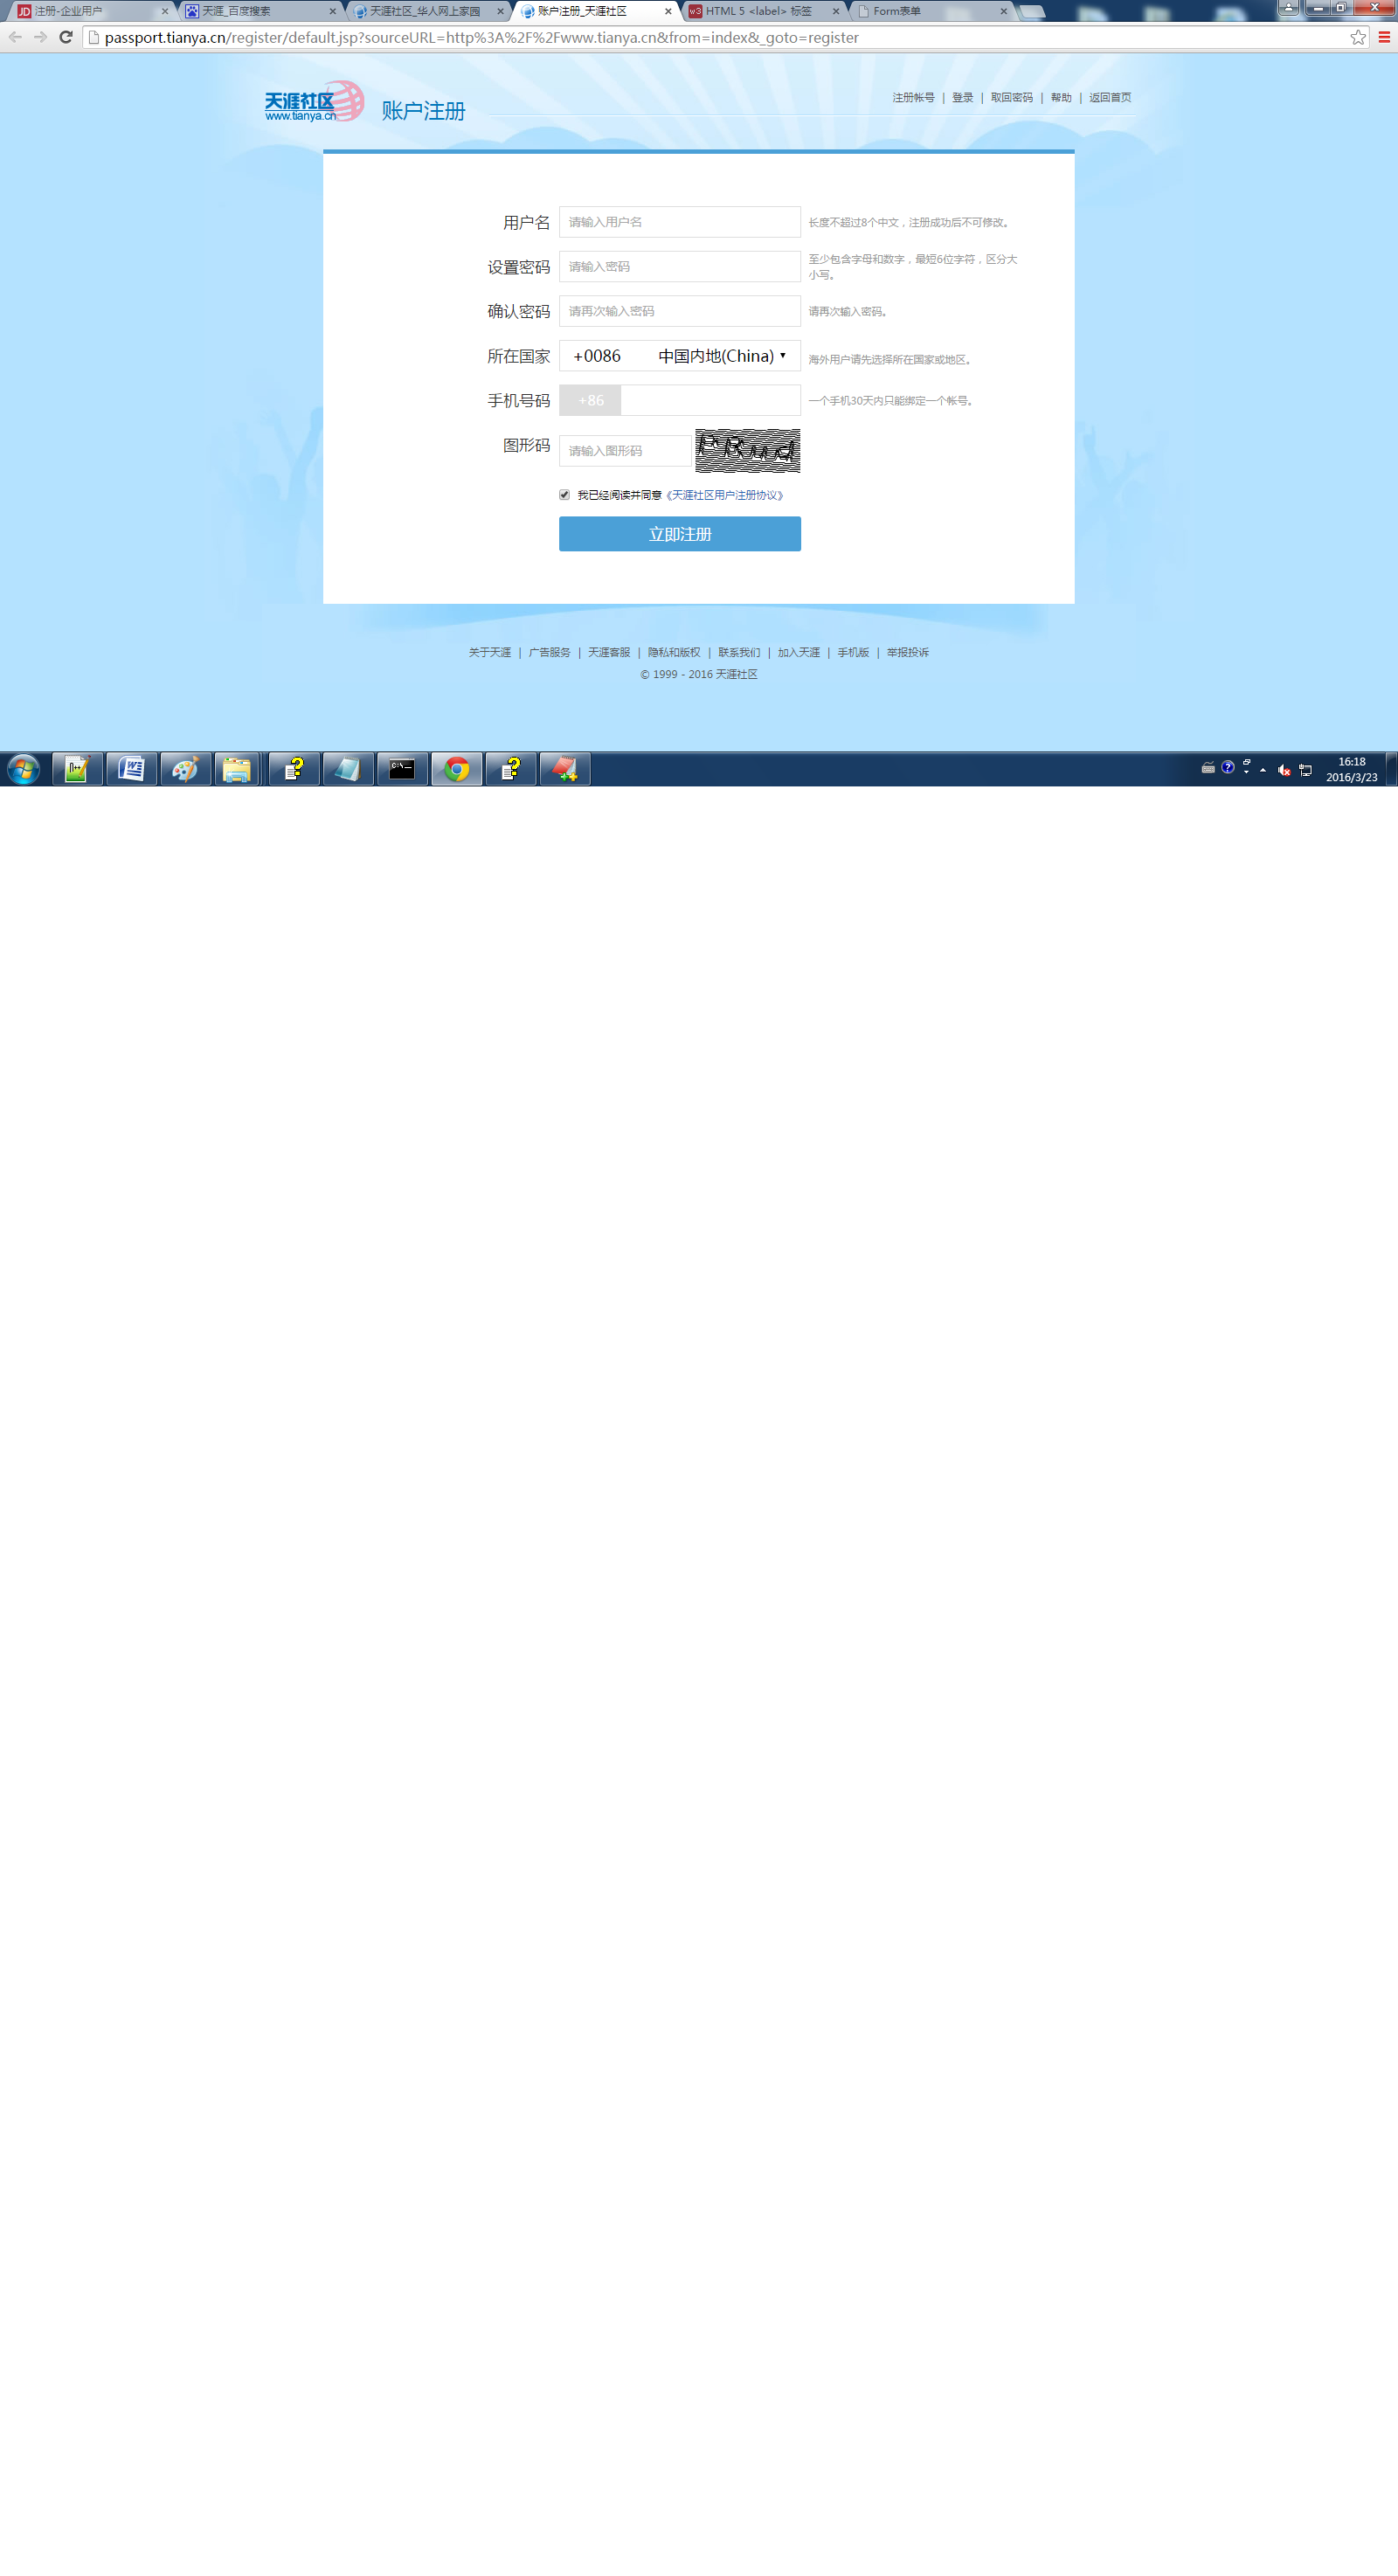 注册-企业用户
天涯_百度搜索
天涯社区_华人网上家园
账户注册_天涯社区
HTML 5 <label> 标签
Form表单
passport.tianya.cn/register/default.jsp?sourceURL=http%3A%2F%2Fwww.tianya.cn&from=index&_goto=register
天涯社区
www.tianya.cn
账户注册
注册帐号 | 登录 | 取回密码 | 帮助 | 返回首页
用户名 请输入用户名 长度不超过8个中文，注册成功后不可修改。
设置密码 请输入密码 至少包含字母和数字，最短6位字符，区分大
小写。
确认密码 请再次输入密码 请再次输入密码。
所在国家 +0086 中国内地(China) 海外用户请先选择所在国家或地区。
手机号码 +86 一个手机30天内只能绑定一个帐号。
图形码 请输入图形码
我已经阅读并同意《天涯社区用户注册协议》
立即注册
关于天涯 | 广告服务 | 天涯客服 | 隐私和版权 | 联系我们 | 加入天涯 | 手机版 | 举报投诉
© 1999 - 2016 天涯社区
16:18
2016/3/23